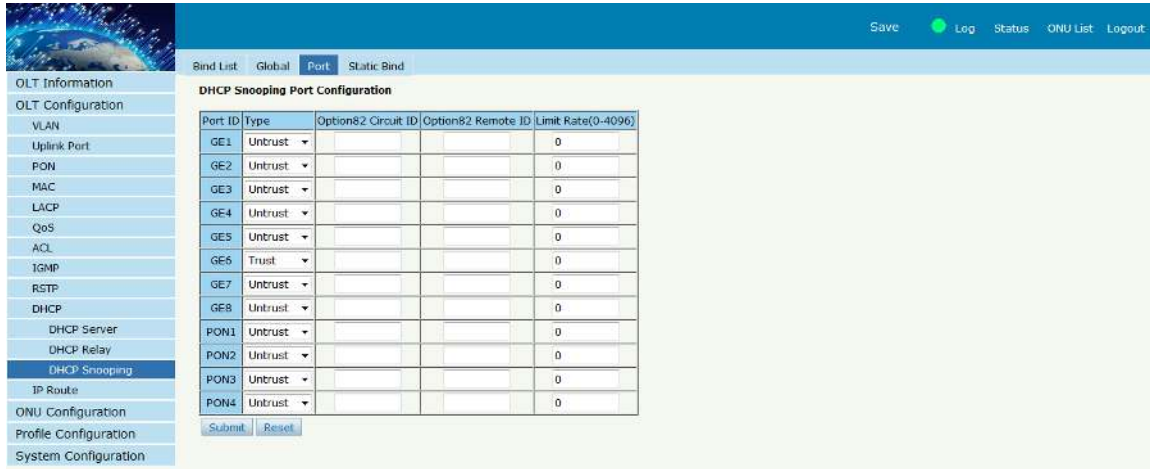 Save Log Status ONU List Logout
Bind List Global Port Static Bind
OLT Information
OLT Configuration
VLAN
Uplink Port
PON
MAC
LACP
QoS
ACL
IGMP
RSTP
DHCP
DHCP Server
DHCP Relay
DHCP Snooping
IP Route
ONU Configuration
Profile Configuration
System Configuration
DHCP Snooping Port Configuration
Port ID Type Option82 Circuit ID Option82 Remote ID Limit Rate(0-4096)
GE1 Untrust 0
GE2 Untrust 0
GE3 Untrust 0
GE4 Untrust 0
GE5 Untrust 0
GE6 Trust 0
GE7 Untrust 0
GE8 Untrust 0
PON1 Untrust 0
PON2 Untrust 0
PON3 Untrust 0
PON4 Untrust 0
Submit Reset